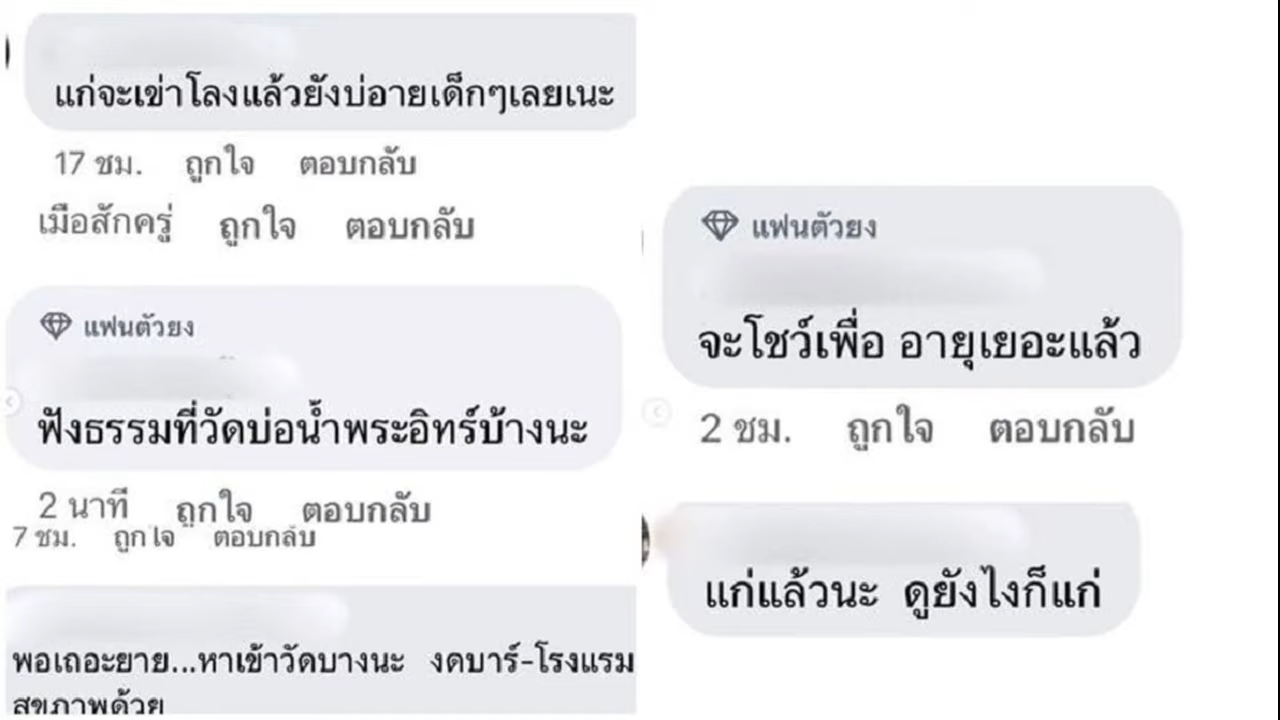 แก่จะเข่าโลงแล้วยังบ่อายเด็กๆเลยเนะ
17 ชม. ถูกใจ ตอบกลับ
เมื่อสักครู่ ถูกใจ ตอบกลับ
แฟนตัวยง
ฟังธรรมที่วัดบ่อน้ำพระอิทร์บ้างนะ
2 นาที ถูกใจ ตอบกลับ
7 ชม. ถูกใจ ตอบกลับ
พอเถอะยาย...หาเข้าวัดบางนะ งดบาร์-โรงแรม
สุขภาพด้วย
แฟนตัวยง
จะโชว์เพื่อ อายุเยอะแล้ว
2 ชม. ถูกใจ ตอบกลับ
แก่แล้วนะ ดูยังไงก็แก่